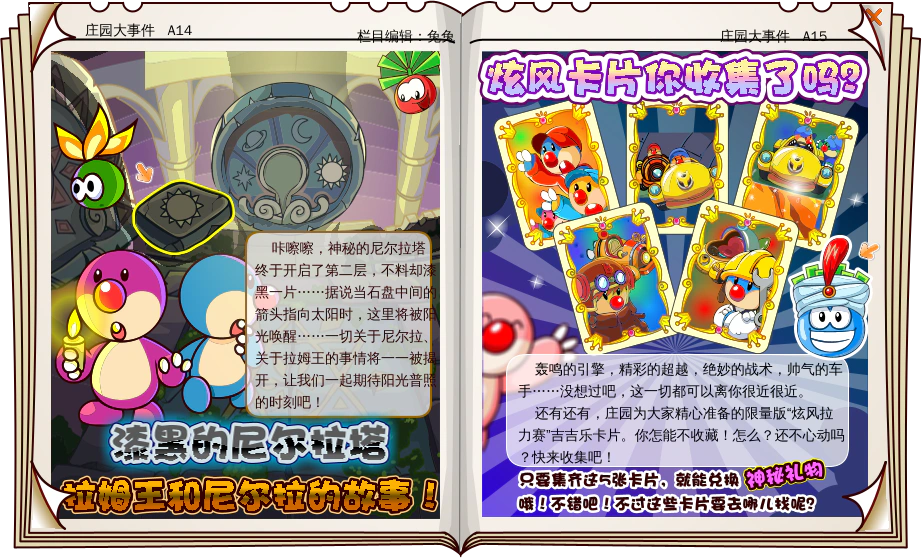 庄园大事件 A14
栏目编辑：兔兔
咔嚓嚓，神秘的尼尔拉塔
终于开启了第二层，不料却漆
黑一片……据说当石盘中间的
箭头指向太阳时，这里将被阳
光唤醒……一切关于尼尔拉、
关于拉姆王的事情将一一被揭
开，让我们一起期待阳光普照
的时刻吧！
漆黑的尼尔拉塔
拉姆王和尼尔拉的故事！
庄园大事件 A15
炫风卡片你收集了吗?
轰鸣的引擎，精彩的超越，绝妙的战术，帅气的车
手……没想过吧，这一切都可以离你很近很近。
还有还有，庄园为大家精心准备的限量版“炫风拉
力赛”吉吉乐卡片。你怎能不收藏！怎么？还不心动吗
？快来收集吧！
只要集齐这5张卡片，就能兑换 神秘礼物
哦！不错吧！不过这些卡片要去哪儿找呢？